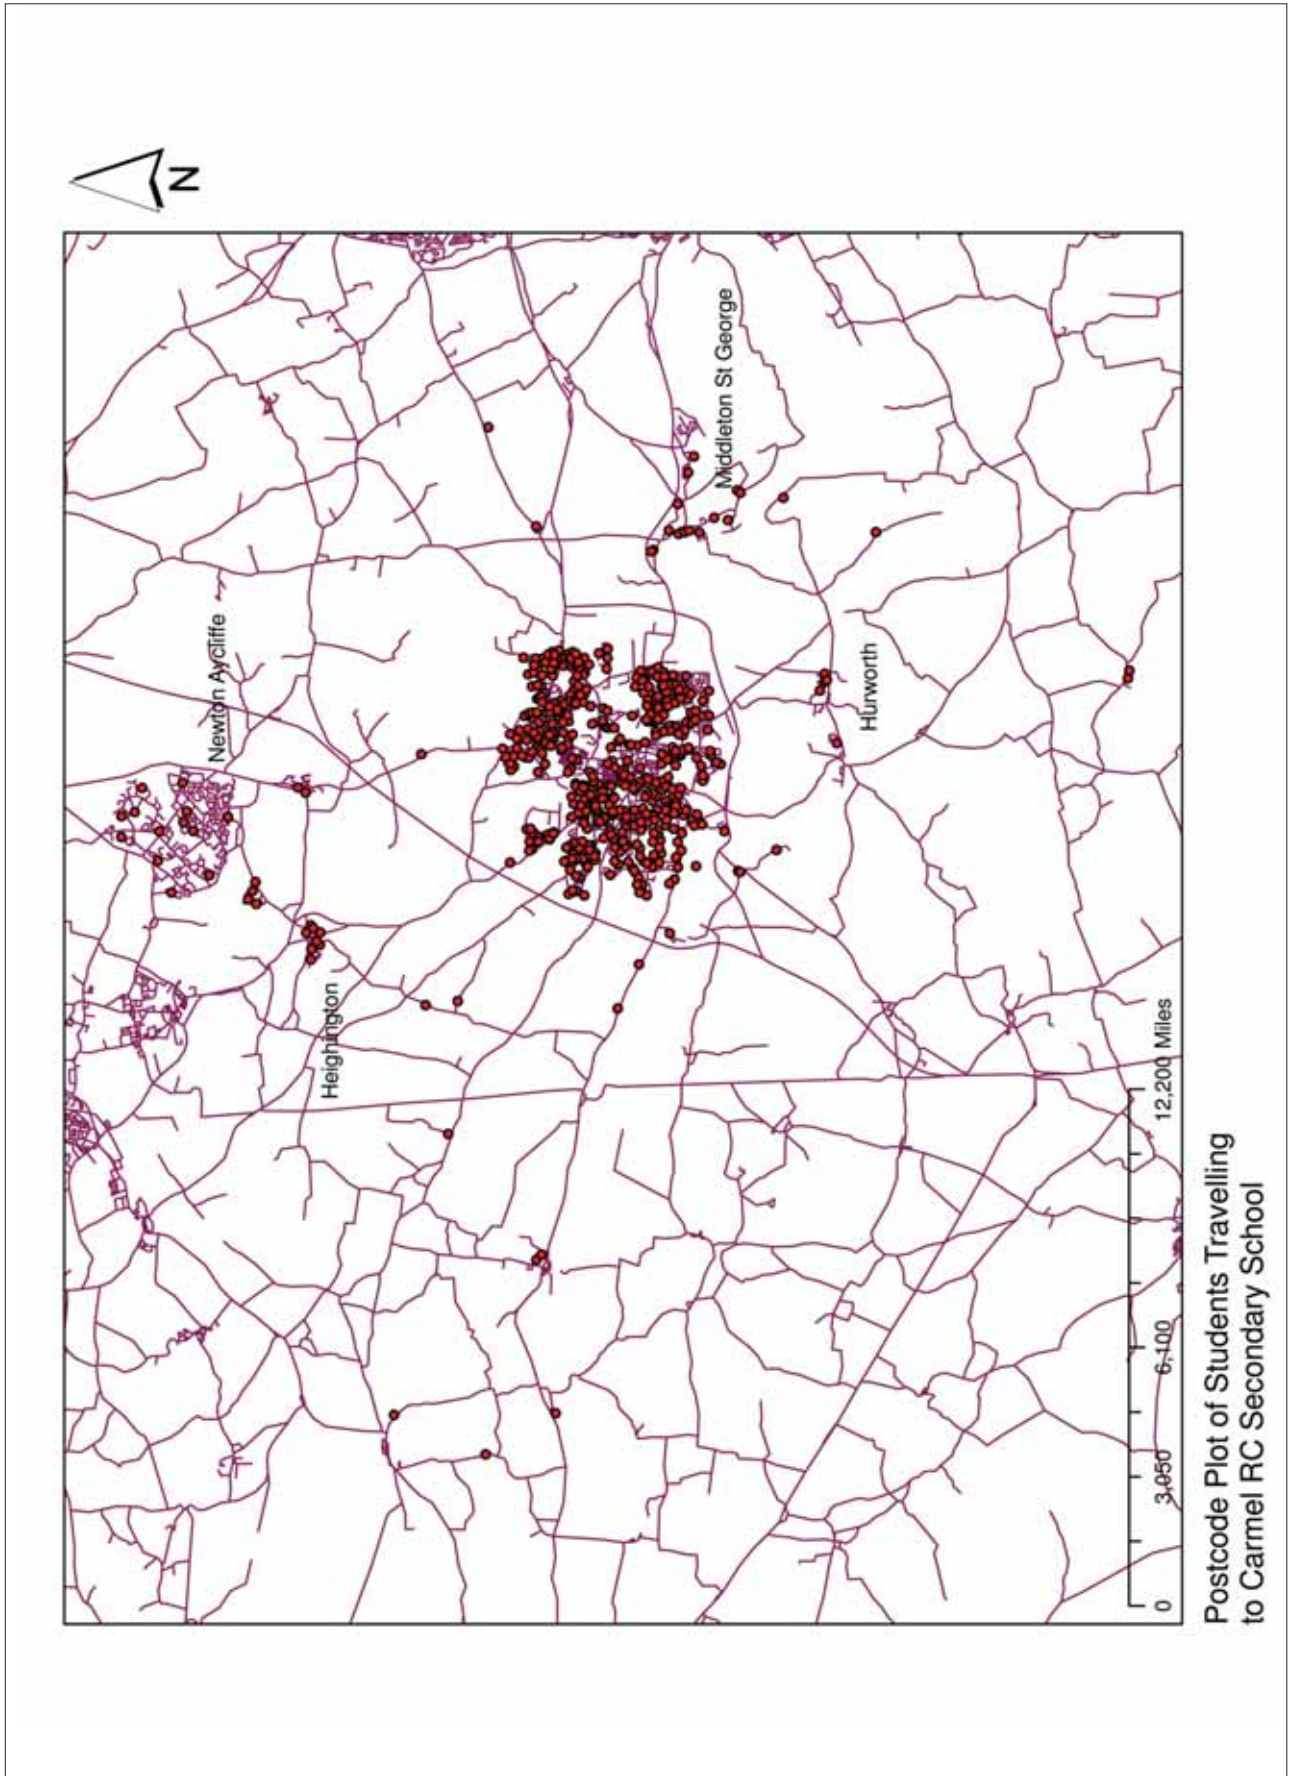 N
Newton Aycliffe
Heighington
Middleton St George
Hurworth
0 3,050 6,100 12,200 Miles
Postcode Plot of Students Travelling
to Carmel RC Secondary School